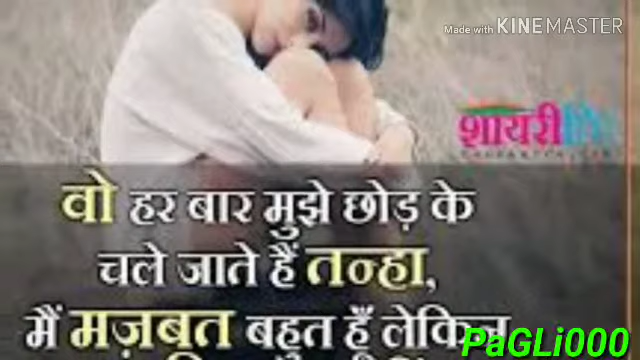 Made with KINEMASTER
शायरी
वो हर बार मुझे छोड़ के
चले जाते हैं तन्हा,
मैं मज़बूत बहुत हूँ लेकिन
PaGLi000